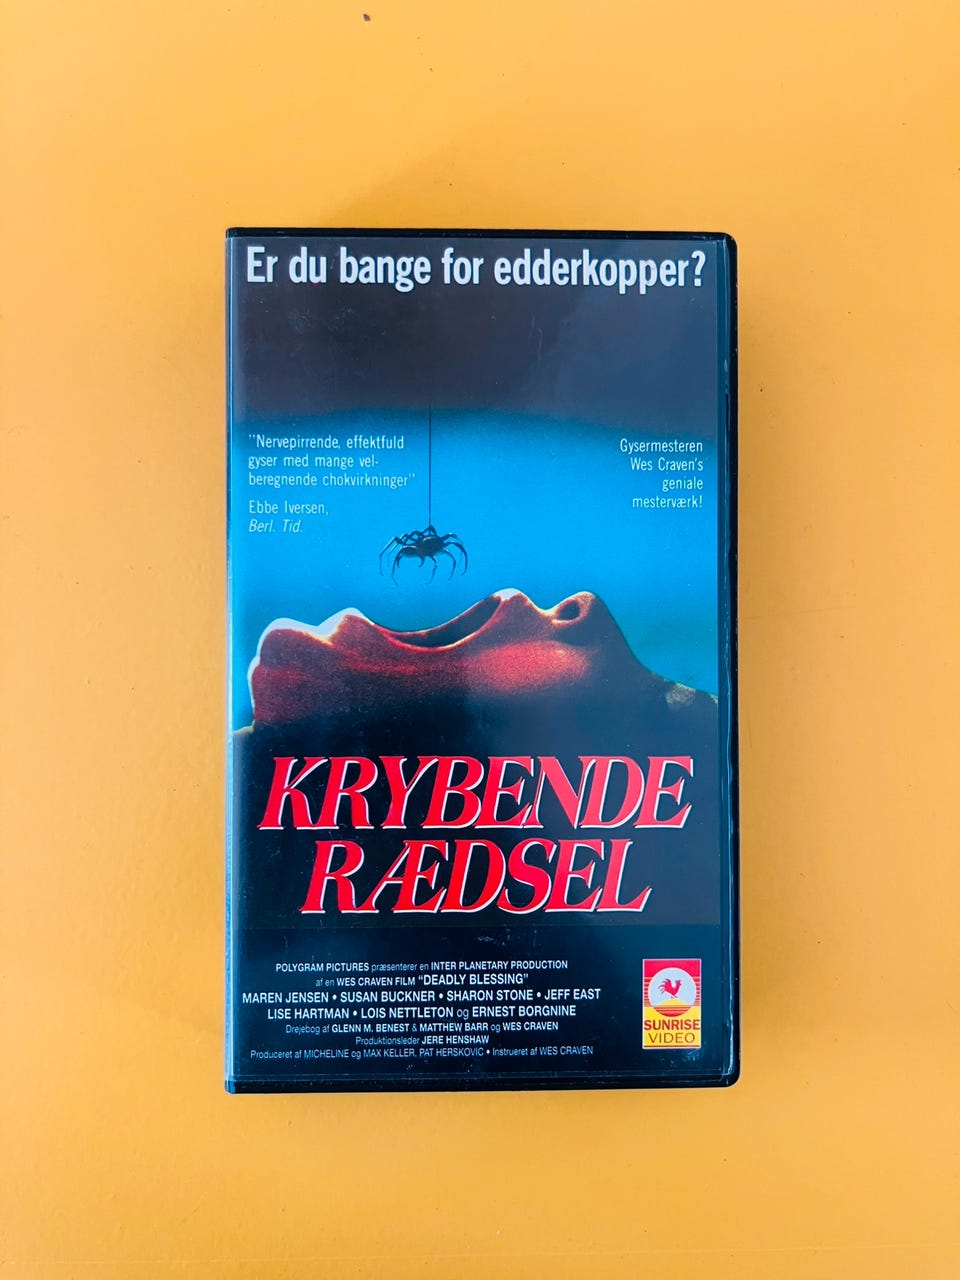 Er du bange for edderkopper?
"Nervepirrende, effektfuld
gyser med mange vel-
beregnende chokvirkninger"
Ebbe Iversen,
Berl. Tid.
Gysermesteren
Wes Craven's
geniale
mesterværk!
KRYBENDE
RÆDSEL
POLYGRAM PICTURES præsenterer en INTER PLANETARY PRODUCTION
af en WES CRAVEN FILM "DEADLY BLESSING"
MAREN JENSEN • SUSAN BUCKNER • SHARON STONE • JEFF EAST
LISE HARTMAN • LOIS NETTLETON og ERNEST BORGNINE
Drejebog af GLENN M. BENEST & MATTHEW BARR og WES CRAVEN
Produktionsleder JERE HENSHAW
Produceret af MICHELINE og MAX KELLER, PAT HERSKOVIC • Instrueret af WES CRAVEN
SUNRISE
VIDEO